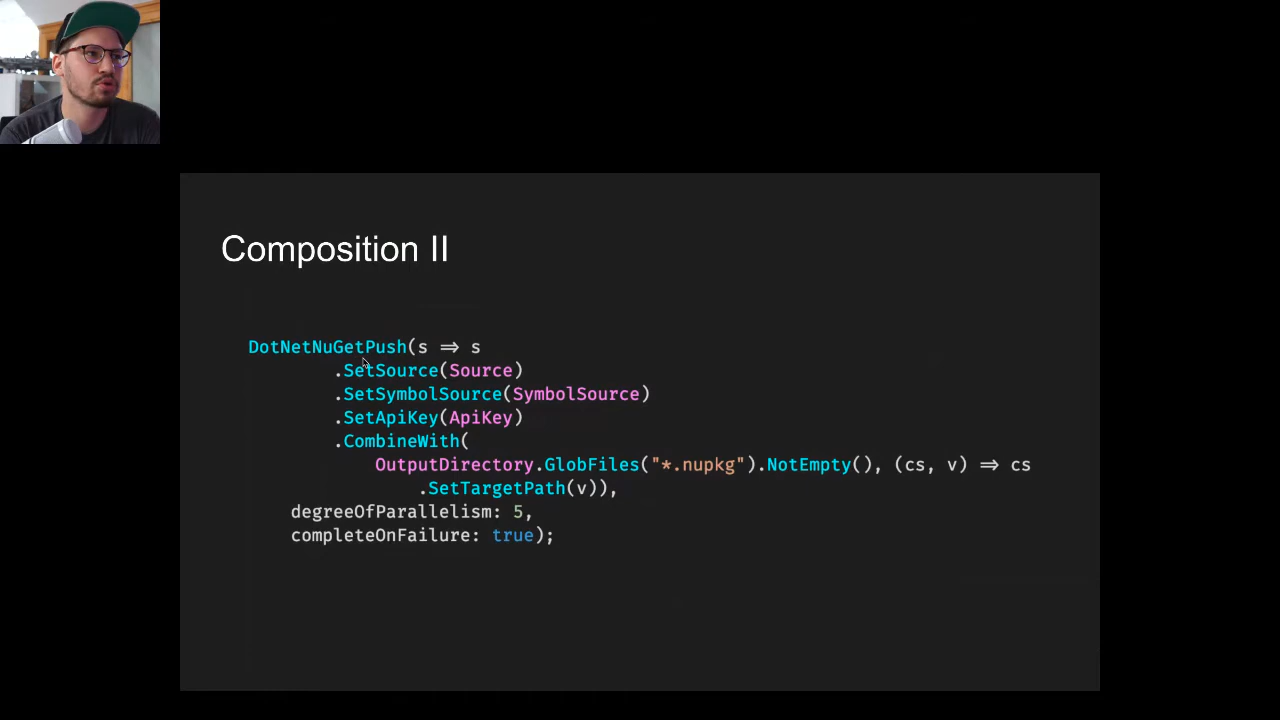 Composition II
DotNetNuGetPush(s => s
.SetSource(Source)
.SetSymbolSource(SymbolSource)
.SetApiKey(ApiKey)
.CombineWith(
OutputDirectory.GlobFiles("*.nupkg").NotEmpty(), (cs, v) => cs
.SetTargetPath(v)),
degreeOfParallelism: 5,
completeOnFailure: true);